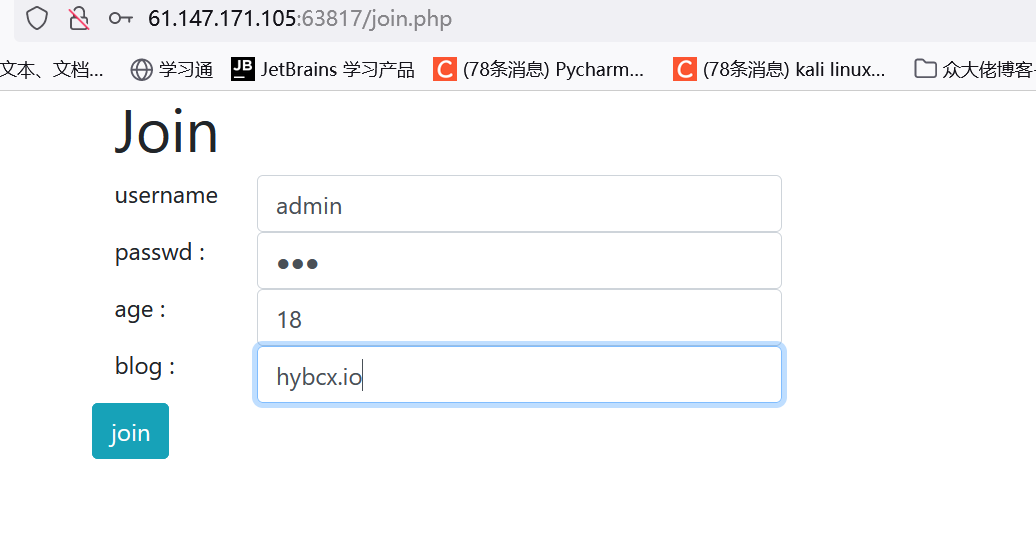 61.147.171.105:63817/join.php
文本、文档... 学习通 JB JetBrains 学习产品 C (78条消息) Pycharm... C (78条消息) kali linux... 众大佬博客
Join
username admin
passwd : ●●●
age : 18
blog : hybcx.io
join